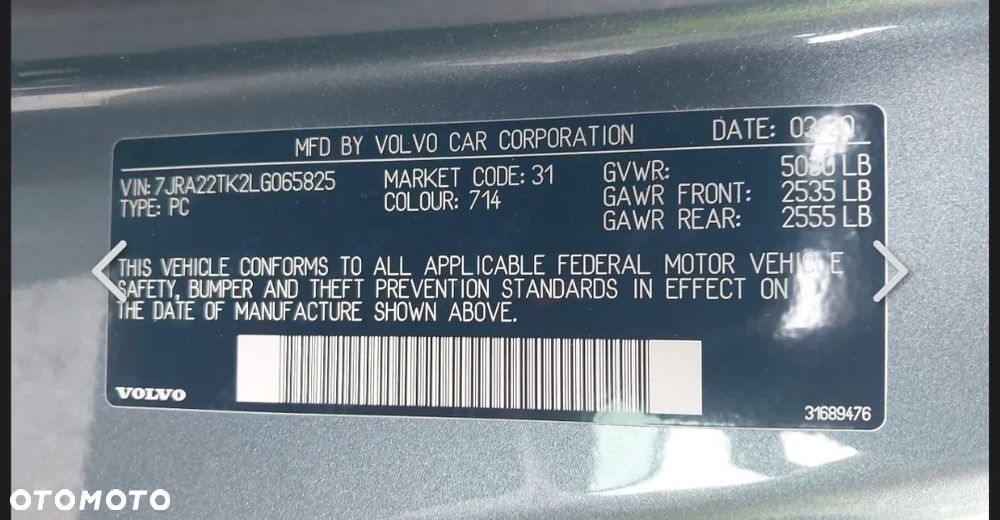 MFD BY VOLVO CAR CORPORATION DATE:
VIN: 7JRA22TK2LG065825 MARKET CODE: 31 GVWR: LB
TYPE: PC COLOUR: 714 GAWR FRONT: 2535 LB
GAWR REAR: 2555 LB
THIS VEHICLE CONFORMS TO ALL APPLICABLE FEDERAL MOTOR VEHICLE
SAFETY, BUMPER AND THEFT PREVENTION STANDARDS IN EFFECT ON
THE DATE OF MANUFACTURE SHOWN ABOVE.
VOLVO
31689476
OTOMOTO